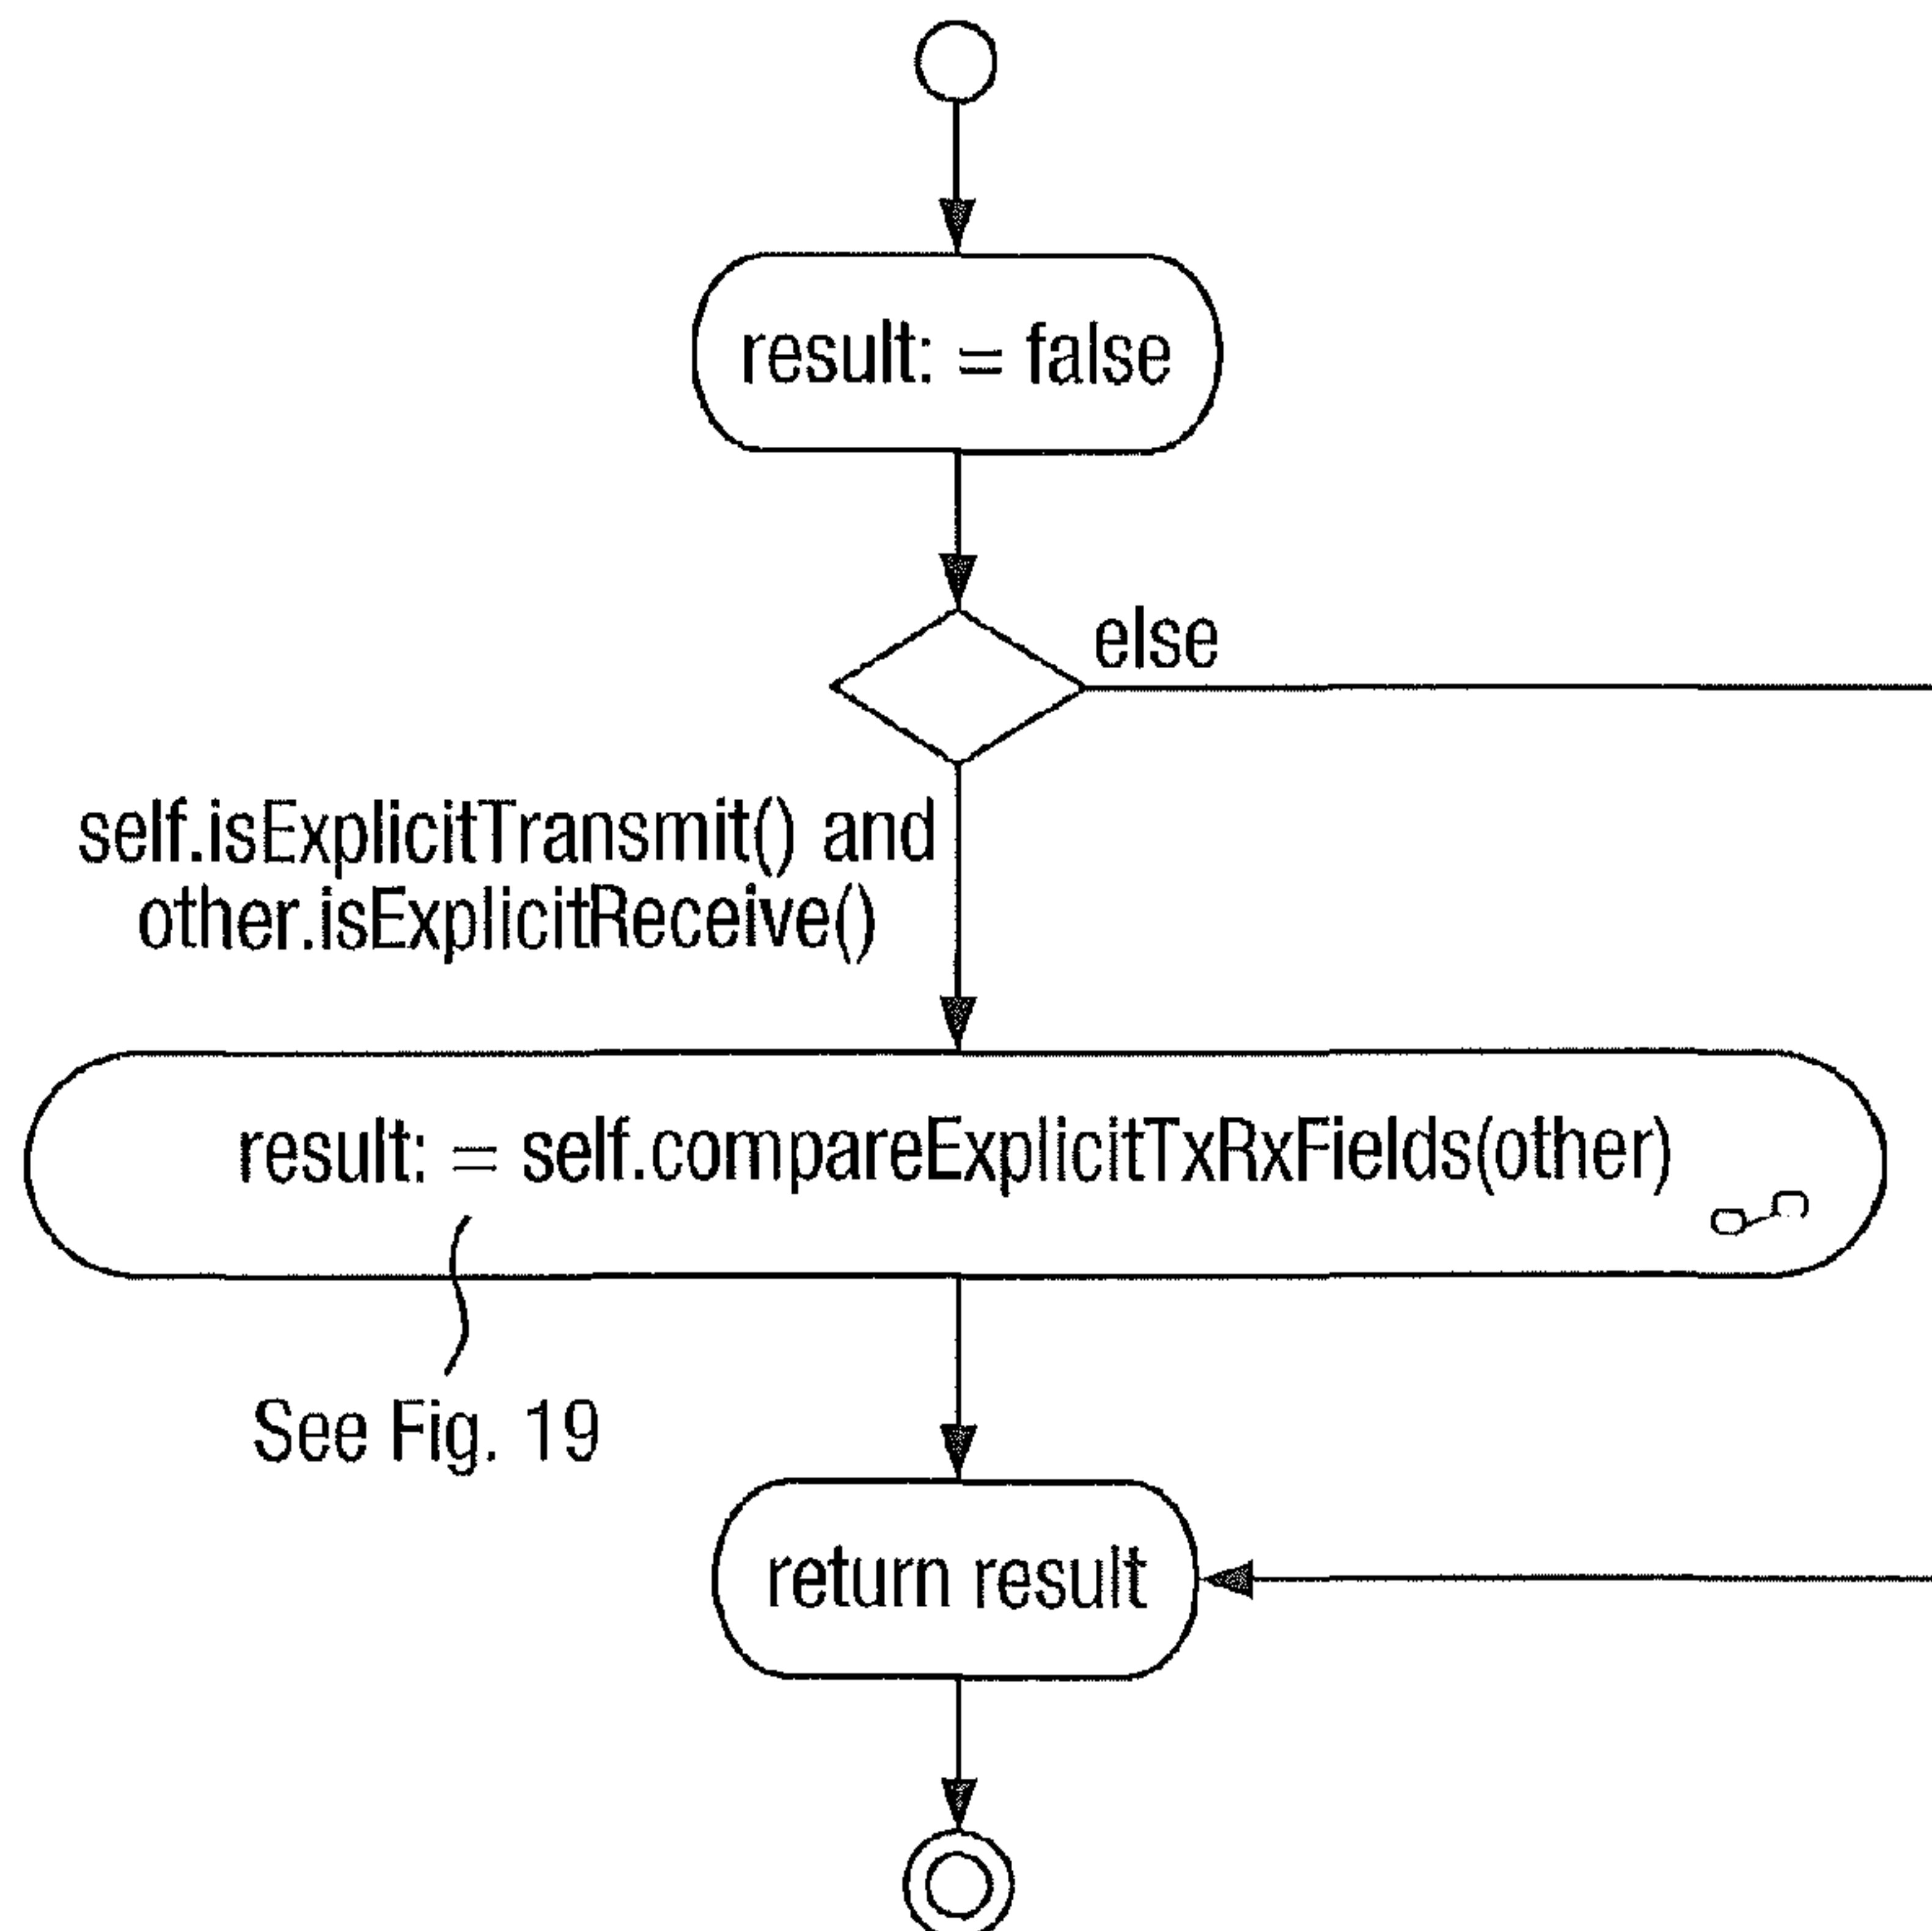 result: = false
else
self.isExplicitTransmit() and
other.isExplicitReceive()
result: = self.compareExplicitTxRxFields(other)
See Fig. 19
return result